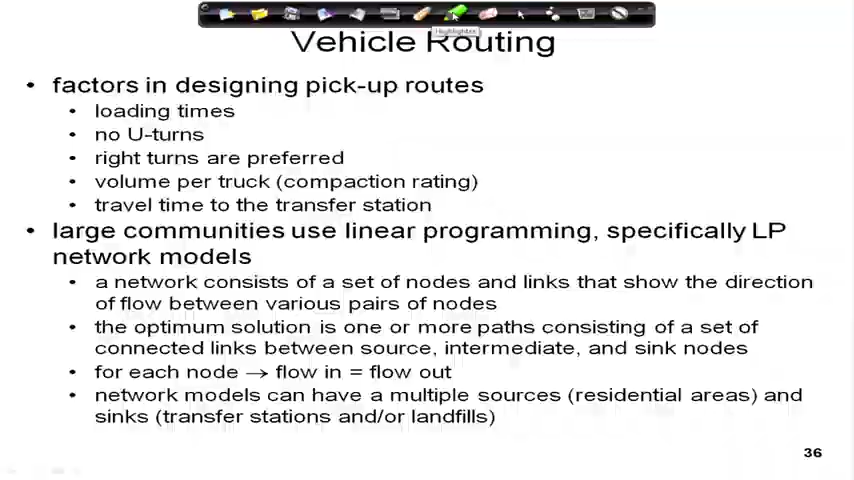 Highlighter
Vehicle Routing
• factors in designing pick-up routes
• loading times
• no U-turns
• right turns are preferred
• volume per truck (compaction rating)
• travel time to the transfer station
• large communities use linear programming, specifically LP
network models
• a network consists of a set of nodes and links that show the direction
of flow between various pairs of nodes
• the optimum solution is one or more paths consisting of a set of
connected links between source, intermediate, and sink nodes
• for each node → flow in = flow out
• network models can have a multiple sources (residential areas) and
sinks (transfer stations and/or landfills)
36